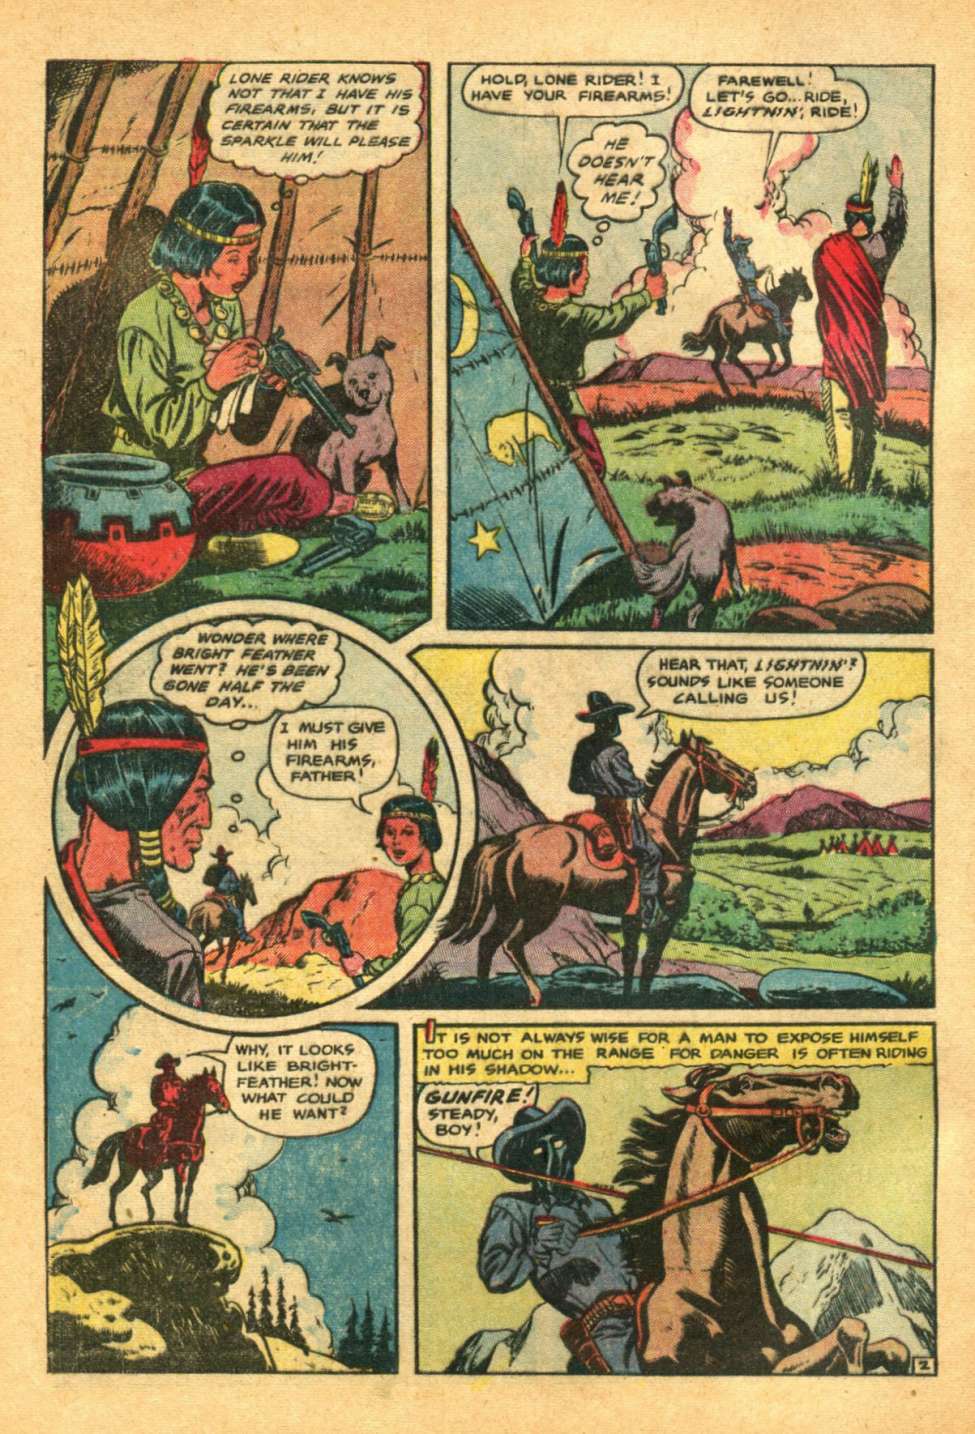 LONE RIDER KNOWS
NOT THAT I HAVE HIS
FIREARMS, BUT IT IS
CERTAIN THAT THE
SPARKLE WILL PLEASE
HIM!
HOLD, LONE RIDER! I
HAVE YOUR FIREARMS!
HE
DOESN'T
HEAR
ME!
FAREWELL!
LET'S GO...RIDE,
LIGHTNIN', RIDE!
WONDER WHERE
BRIGHT FEATHER
WENT? HE'S BEEN
GONE HALF THE
DAY...
I MUST GIVE
HIM HIS
FIREARMS,
FATHER!
HEAR THAT, LIGHTNIN'?
SOUNDS LIKE SOMEONE
CALLING US!
WHY, IT LOOKS
LIKE BRIGHT-
FEATHER! NOW
WHAT COULD
HE WANT?
IT IS NOT ALWAYS WISE FOR A MAN TO EXPOSE HIMSELF
TOO MUCH ON THE RANGE FOR DANGER IS OFTEN RIDING
IN HIS SHADOW...
GUNFIRE!
STEADY,
BOY!
2